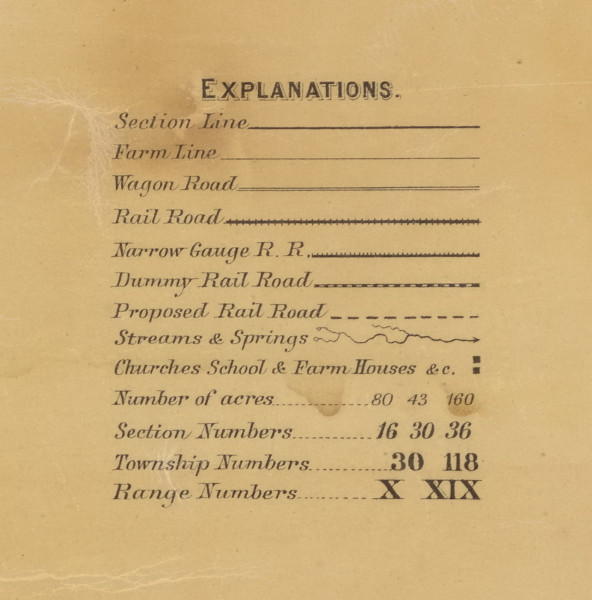 EXPLANATIONS.
Section Line
Farm Line
Wagon Road
Rail Road
Narrow Gauge R. R.
Dummy Rail Road
Proposed Rail Road
Streams & Springs
Churches School & Farm Houses &c.
Number of acres 80 43 160
Section Numbers 16 30 36
Township Numbers 30 118
Range Numbers X XIX